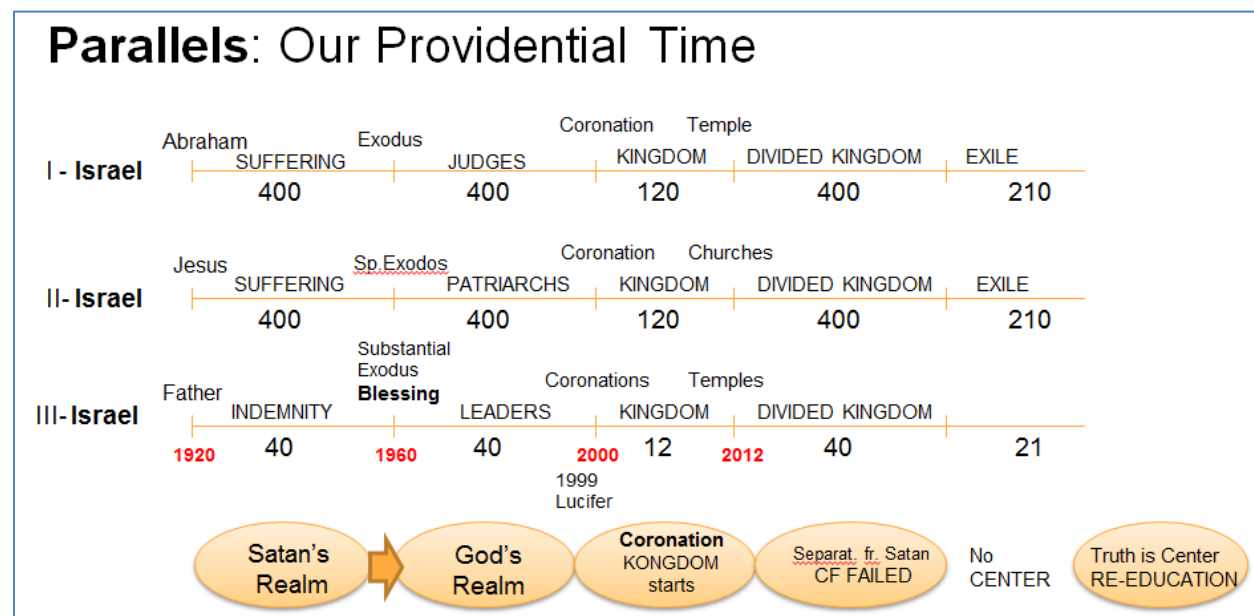 Parallels: Our Providential Time
Coronation Temple
Abraham Exodus
I - Israel SUFFERING JUDGES KINGDOM DIVIDED KINGDOM EXILE
400 400 120 400 210
Coronation Churches
Jesus Sp.Exodos
II- Israel SUFFERING PATRIARCHS KINGDOM DIVIDED KINGDOM EXILE
400 400 120 400 210
Substantial
Exodus
Blessing
Coronations Temples
Father
III- Israel INDEMNITY LEADERS KINGDOM DIVIDED KINGDOM
1920 40 1960 40 2000 12 2012 40 21
1999
Lucifer
Satan's
Realm
God's
Realm
Coronation
KONGDOM
starts
Separat. fr. Satan
CF FAILED
No
CENTER
Truth is Center
RE-EDUCATION